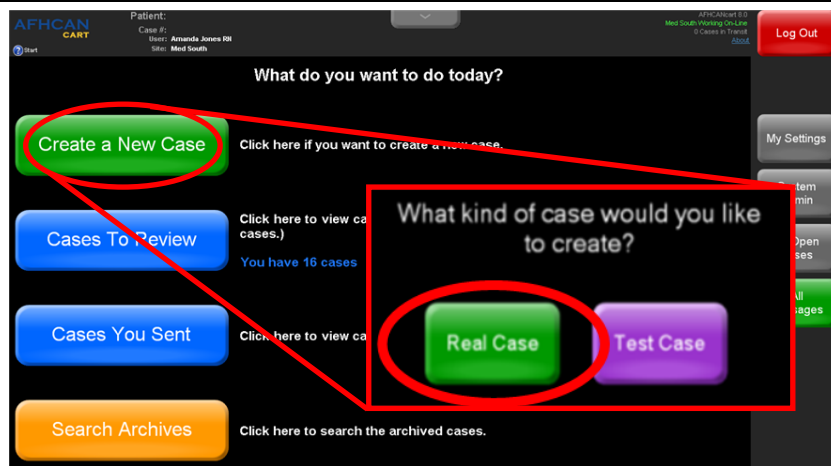 AFHCAN
CART
Start
Patient:
Case #:
User: Amanda Jones RN
Site: Med South
AFHCANcart 6.0
Med South Working On-Line
0 Cases in Transit
About
Log Out
What do you want to do today?
Create a New Case
Click here if you want to create a new case.
My Settings
Cases To Review
Click here to view ca
cases.)
You have 16 cases
What kind of case would you like
to create?
Real Case
Test Case
Cases You Sent
Click here to view ca
Search Archives
Click here to search the archived cases.